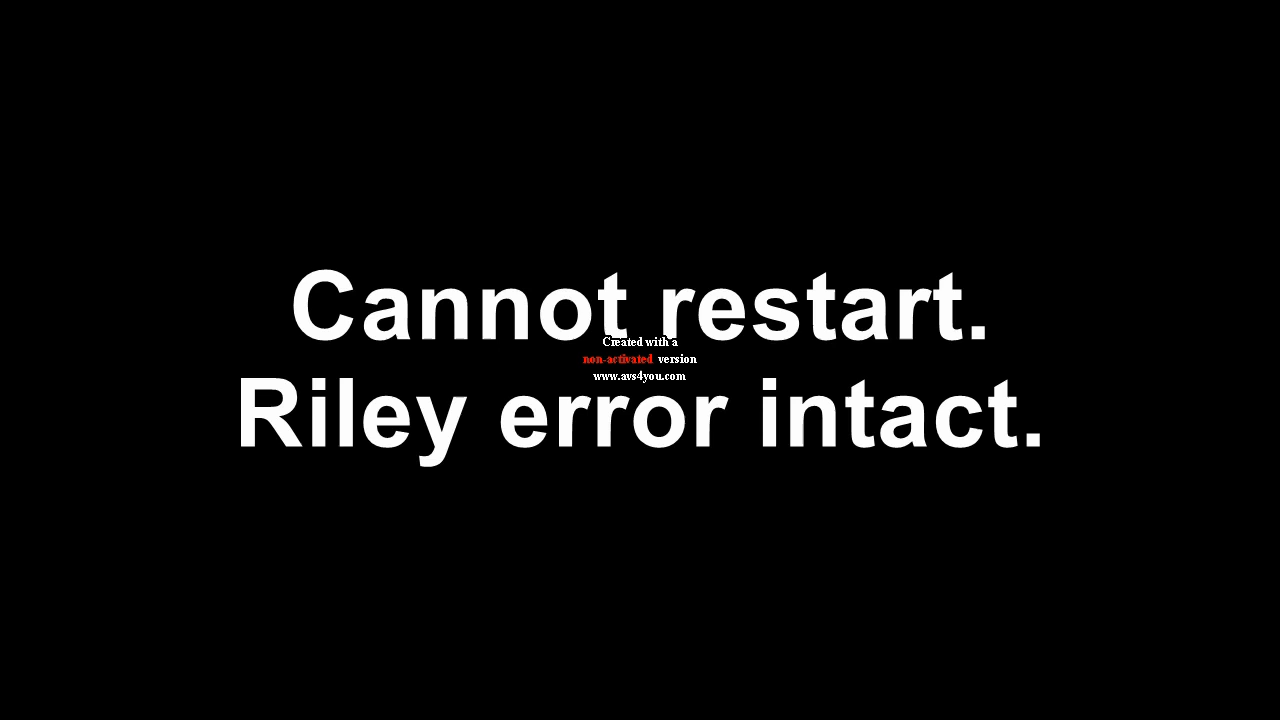 Cannot restart.
Created with a
non-activated version
www.avs4you.com
Riley error intact.